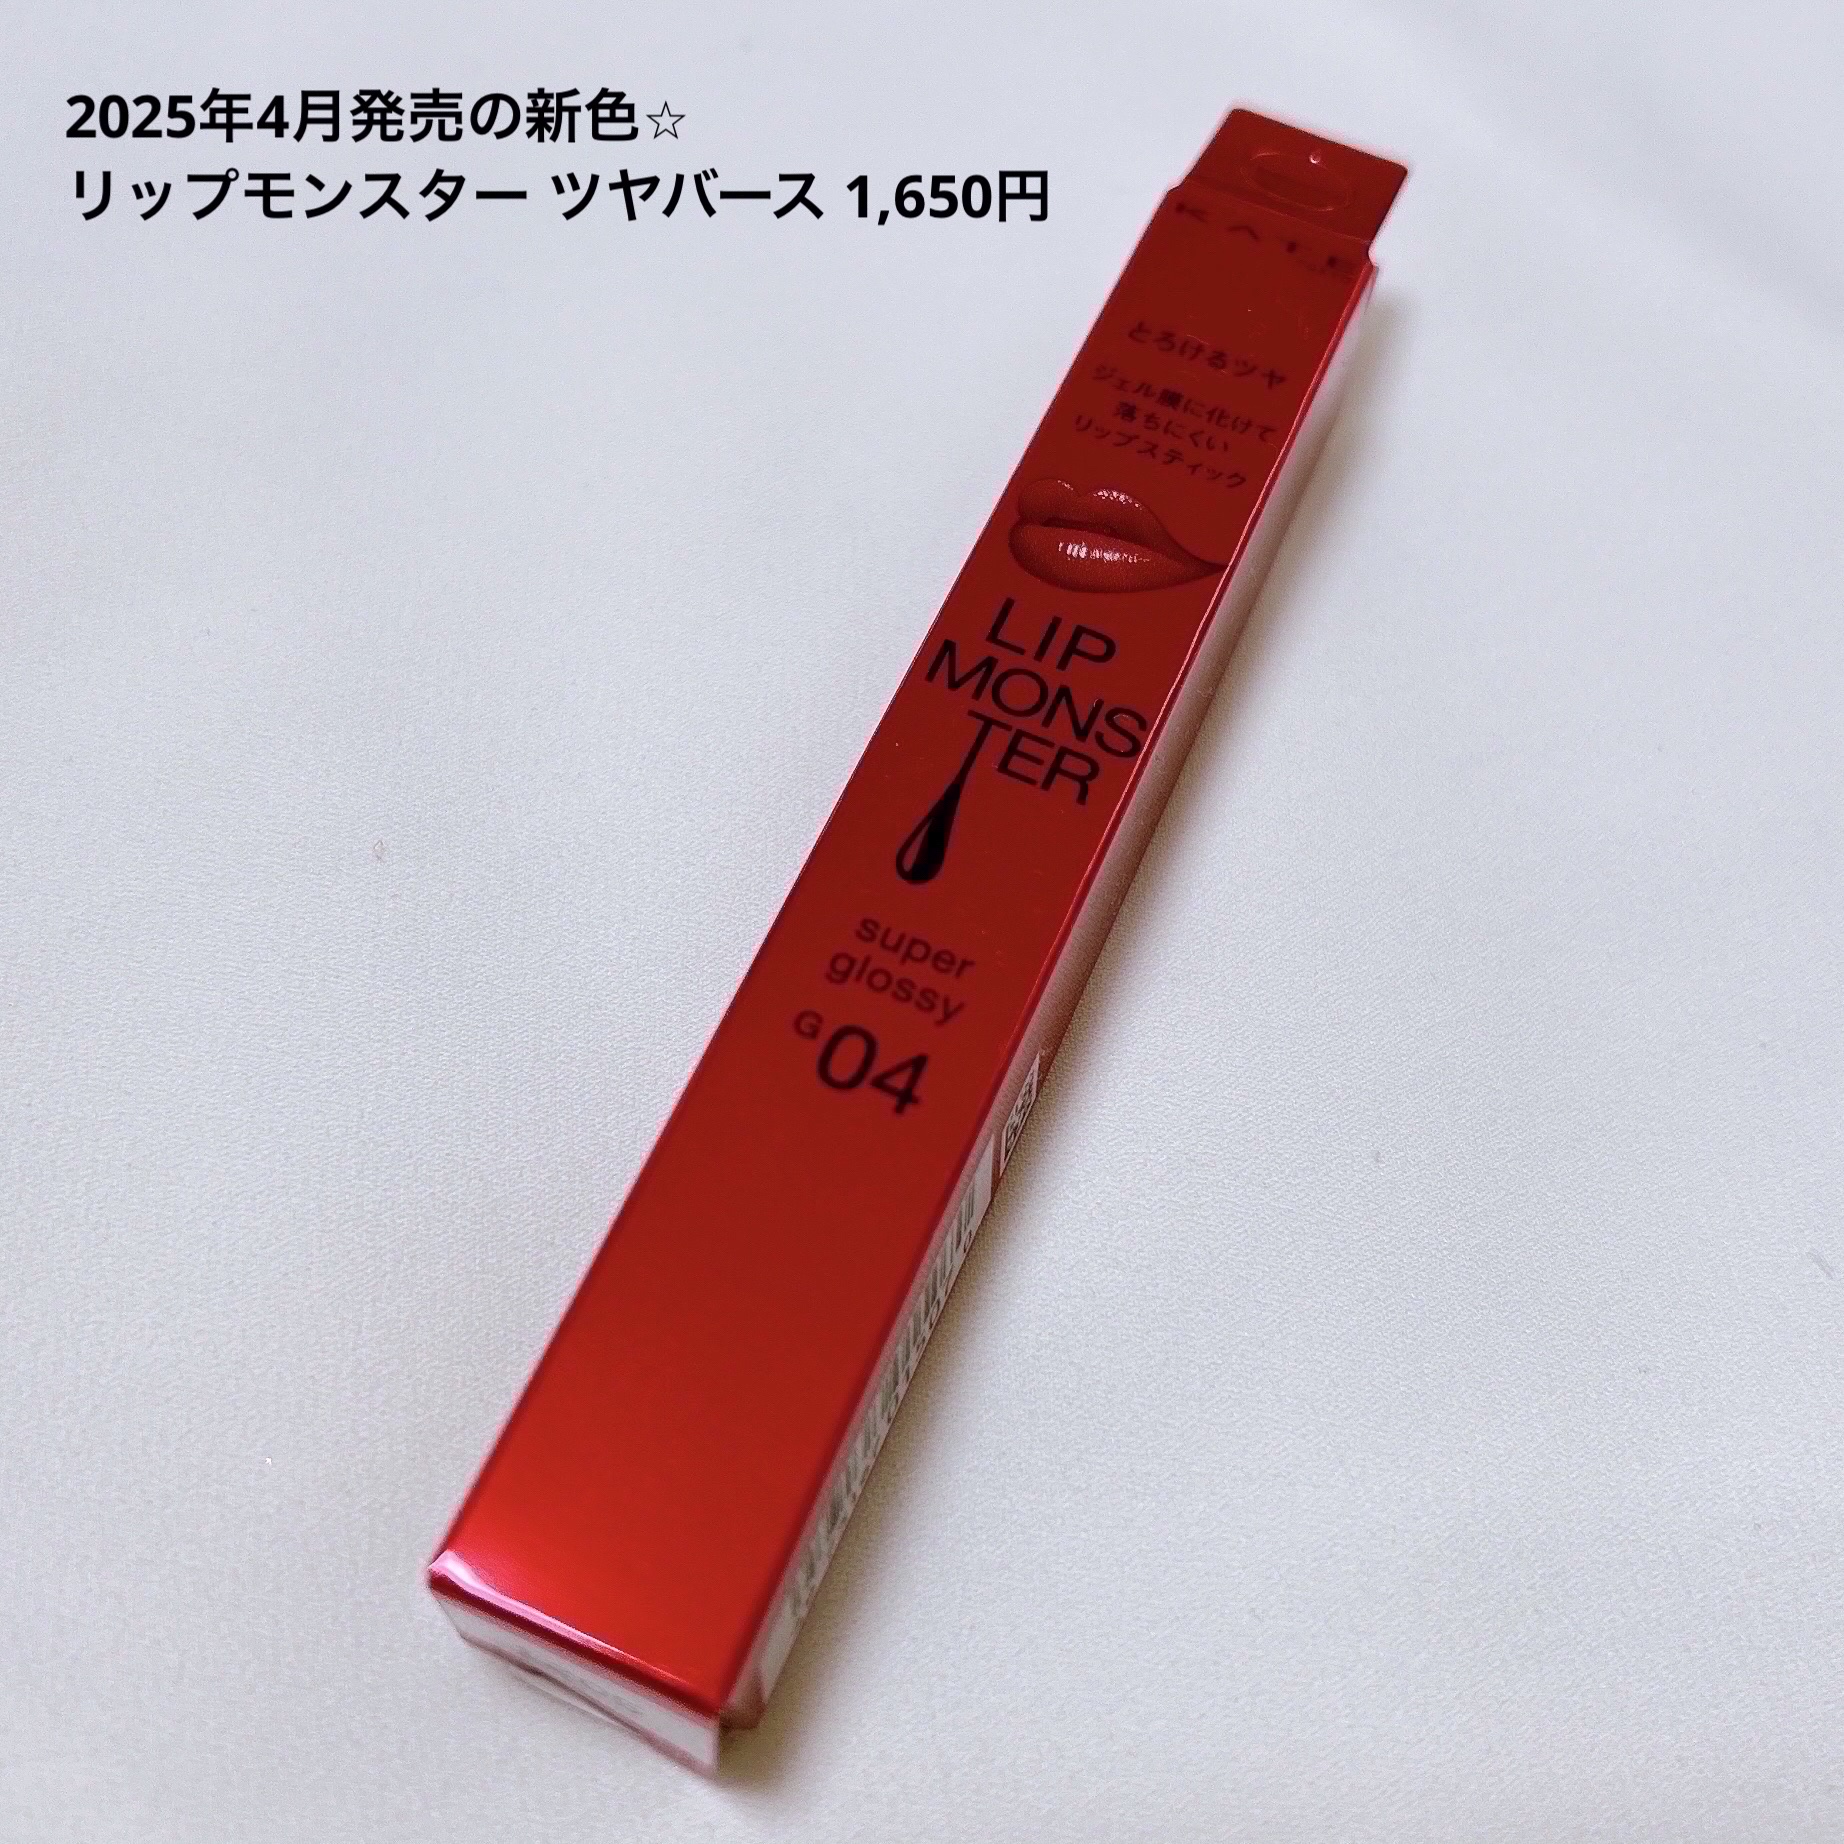 2025年4月発売の新色☆
リップモンスター ツヤバース 1,650円
KATE
とろけるツヤ
ジェル膜に化けて
落ちにくい
リップスティック
LIP
MONS
TER
super
glossy
G04